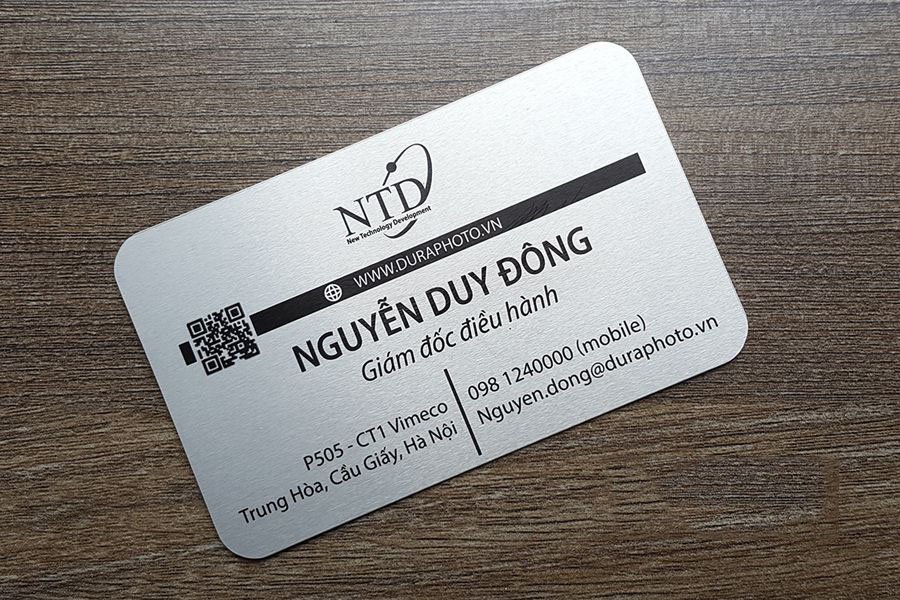 NTD
New Technology Development
WWW.DURAPHOTO.VN
NGUYỄN DUY ĐÔNG
Giám đốc điều hành
P505 - CT1 Vimeco
Trung Hòa, Cầu Giấy, Hà Nội
098 1240000 (mobile)
Nguyen.dong@duraphoto.vn